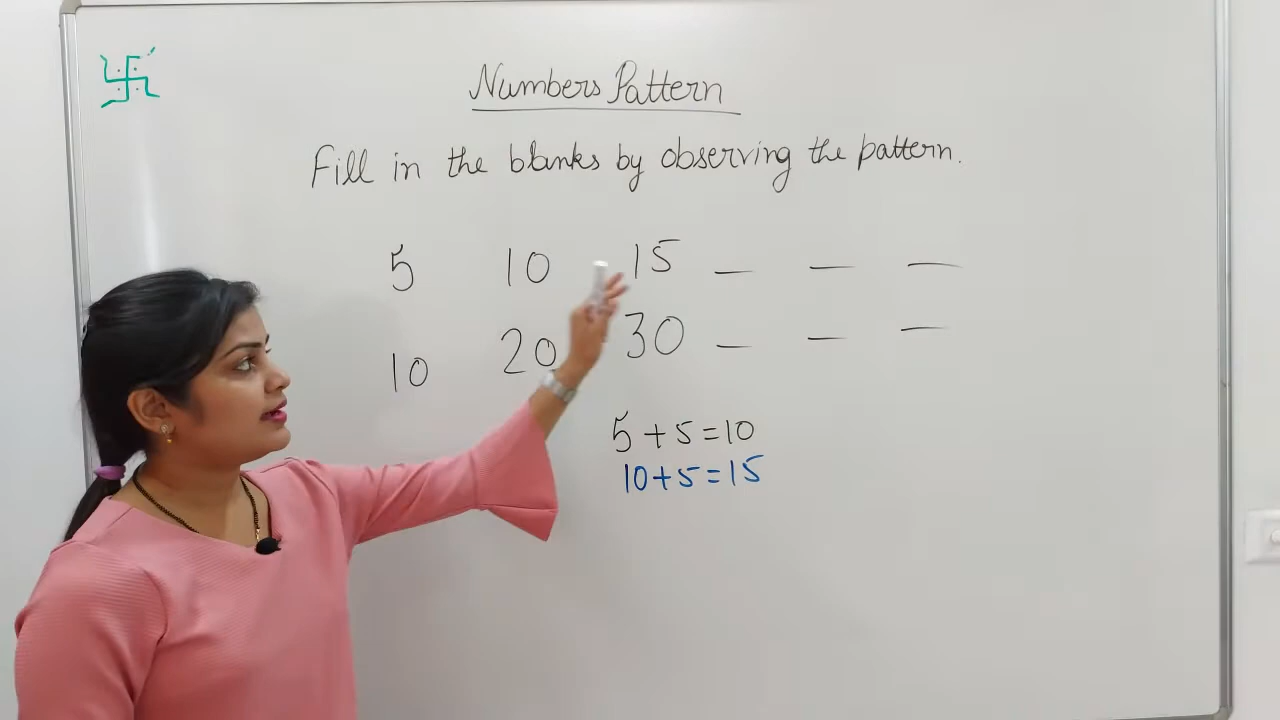 Numbers Pattern
Fill in the blanks by observing the pattern.
5 10 15 _ _ _
10 20 30 _ _ _
5+5=10
10+5=15